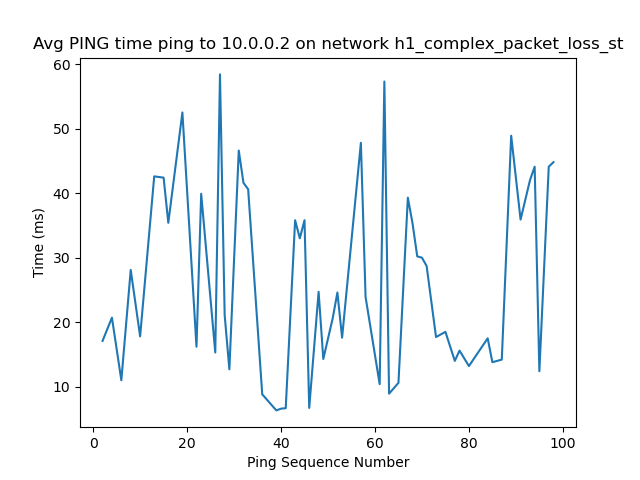 Avg PING time ping to 10.0.0.2 on network h1_complex_packet_loss_st
60
50
40
30
20
10
Time (ms)
0 20 40 60 80 100
Ping Sequence Number